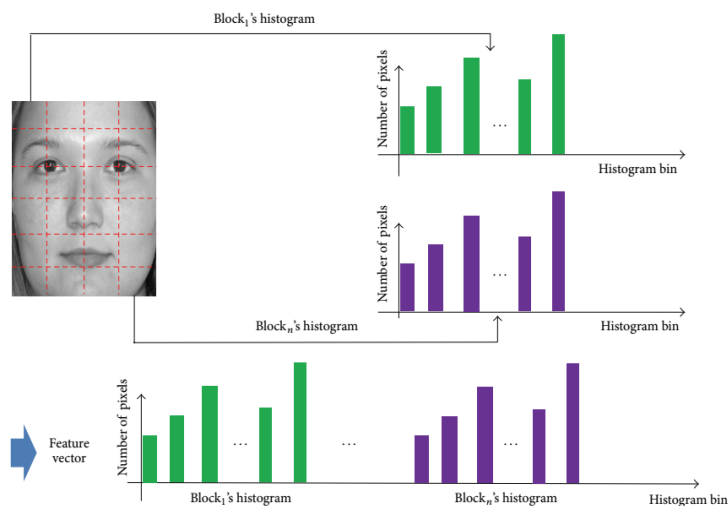 Block₁'s histogram
Number of pixels
...
Histogram bin
Number of pixels
...
Histogram bin
Blockₙ's histogram
Feature
vector
Number of pixels
...
...
...
Block₁'s histogram
Blockₙ's histogram
Histogram bin